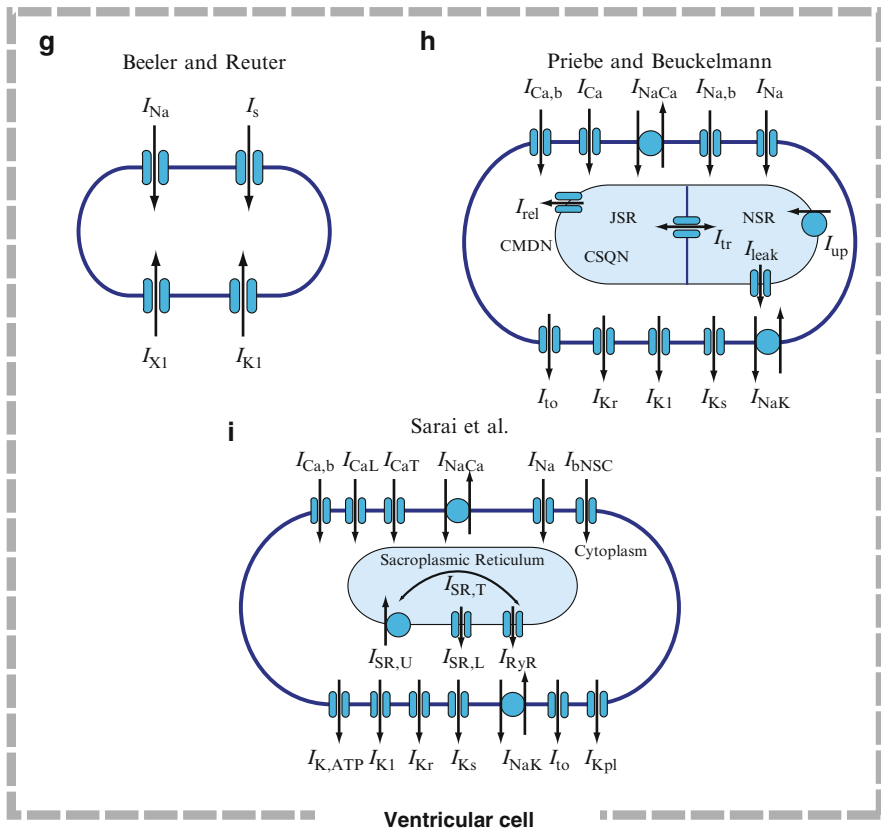 g
Beeler and Reuter
I_Na I_s
I_X1 I_K1
h
Priebe and Beuckelmann
I_Ca,b I_Ca I_NaCa I_Na,b I_Na
I_rel JSR NSR
CMDN I_tr I_up
CSQN I_leak
I_to I_Kr I_K1 I_Ks I_NaK
i
Sarai et al.
I_Ca,b I_CaL I_CaT I_NaCa I_Na I_bNSC
Cytoplasm
Sacroplasmic Reticulum
I_SR,T
I_SR,U I_SR,L I_RyR
I_K,ATP I_K1 I_Kr I_Ks I_NaK I_to I_Kpl
Ventricular cell